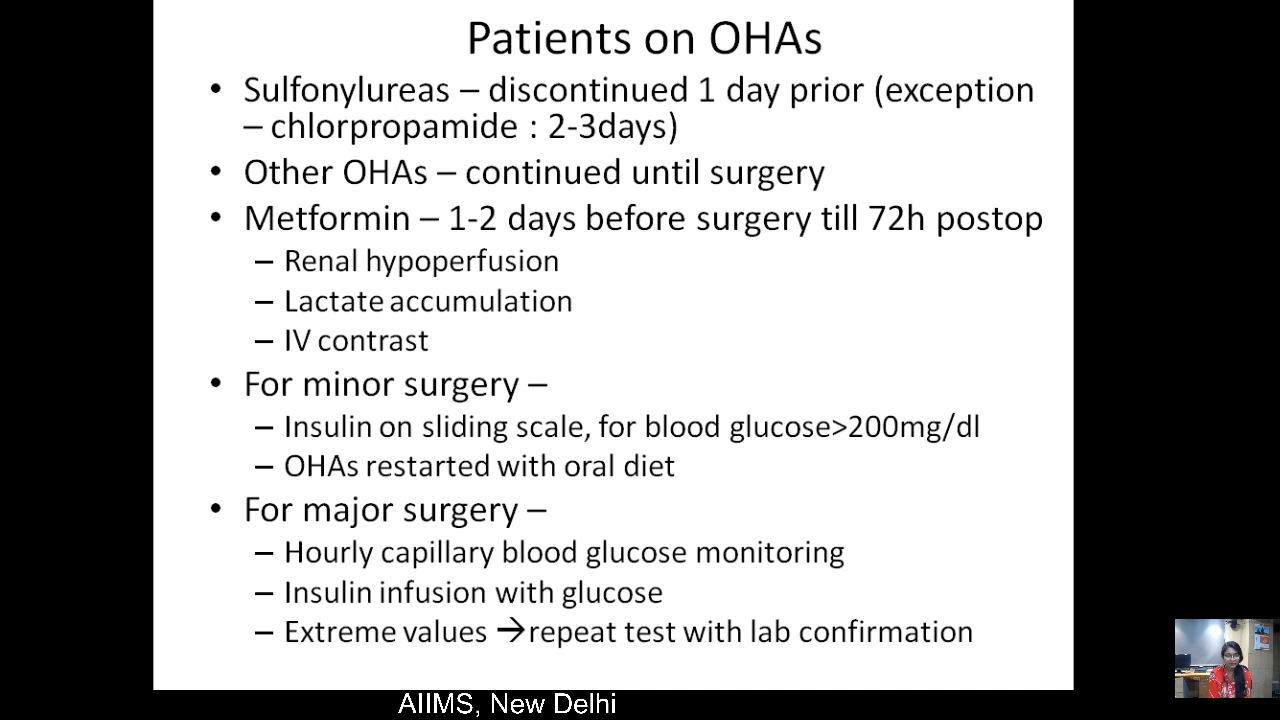 Patients on OHAs
• Sulfonylureas – discontinued 1 day prior (exception
– chlorpropamide : 2-3days)
• Other OHAs – continued until surgery
• Metformin – 1-2 days before surgery till 72h postop
– Renal hypoperfusion
– Lactate accumulation
– IV contrast
• For minor surgery –
– Insulin on sliding scale, for blood glucose>200mg/dl
– OHAs restarted with oral diet
• For major surgery –
– Hourly capillary blood glucose monitoring
– Insulin infusion with glucose
– Extreme values →repeat test with lab confirmation
AIIMS, New Delhi